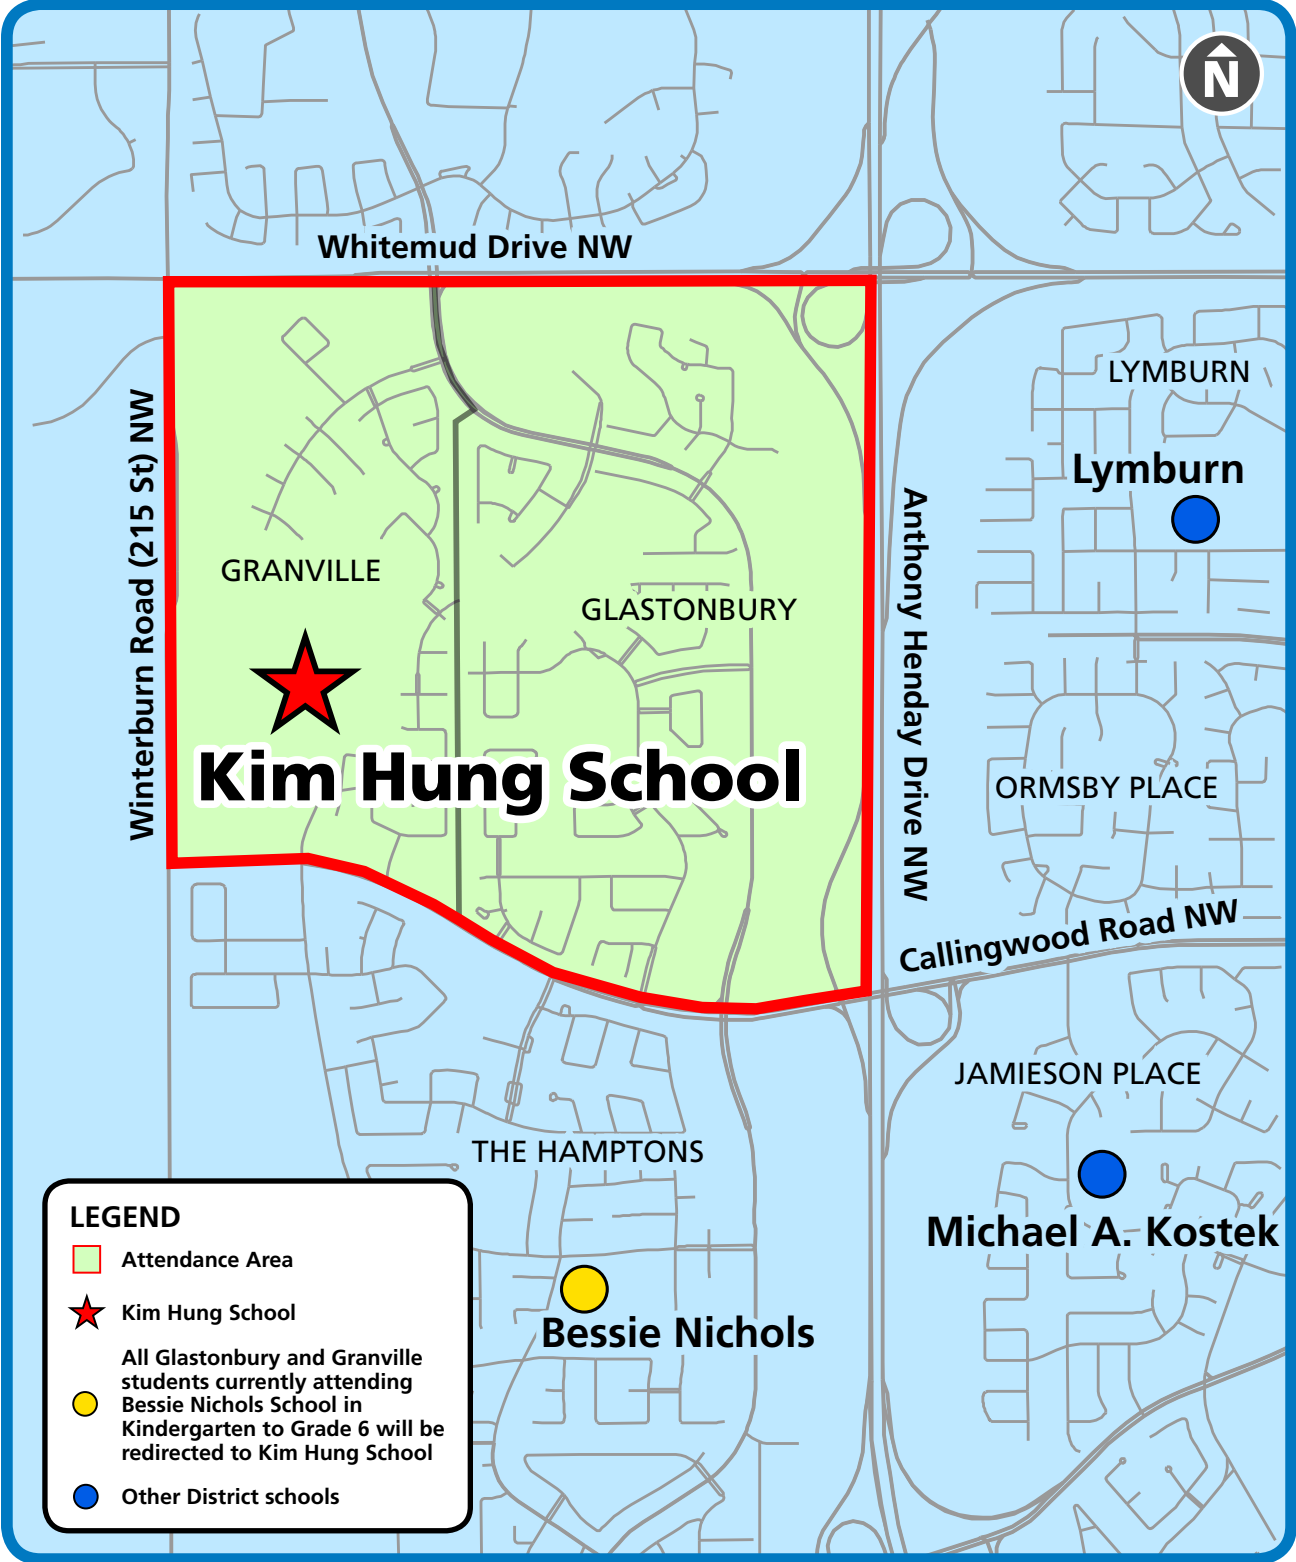 N
Whitemud Drive NW
Winterburn Road (215 St) NW
Anthony Henday Drive NW
LYMBURN
Lymburn
GRANVILLE
GLASTONBURY
Kim Hung School
ORMSBY PLACE
Callingwood Road NW
JAMIESON PLACE
THE HAMPTONS
Michael A. Kostek
Bessie Nichols
LEGEND
Attendance Area
Kim Hung School
All Glastonbury and Granville
students currently attending
Bessie Nichols School in
Kindergarten to Grade 6 will be
redirected to Kim Hung School
Other District schools